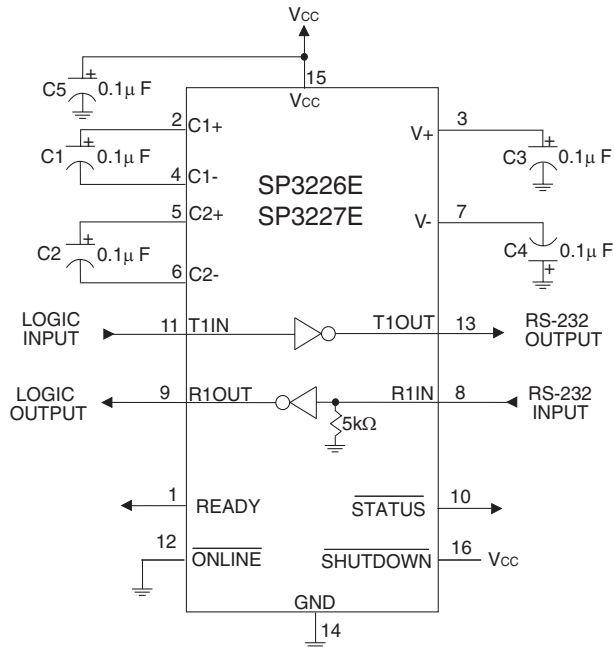 Vcc
C5
+
0.1µ F
15
Vcc
2
C1+
C1
+
0.1µ F
4
C1-
5
C2+
C2
+
0.1µ F
6
C2-
SP3226E
SP3227E
V+
3
C3
+
0.1µ F
V-
7
C4
+
0.1µ F
LOGIC
INPUT
11
T1IN
T1OUT
13
RS-232
OUTPUT
LOGIC
OUTPUT
9
R1OUT
5kΩ
R1IN
8
RS-232
INPUT
1
READY
STATUS
10
12
ONLINE
SHUTDOWN
16
Vcc
GND
14